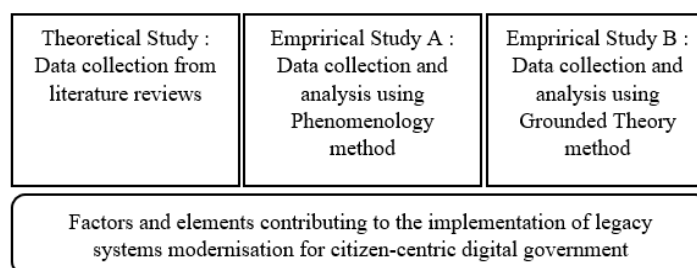 Theoretical Study :
Data collection from
literature reviews
Emprirical Study A :
Data collection and
analysis using
Phenomenology
method
Emprirical Study B :
Data collection and
analysis using
Grounded Theory
method
Factors and elements contributing to the implementation of legacy
systems modernisation for citizen-centric digital government